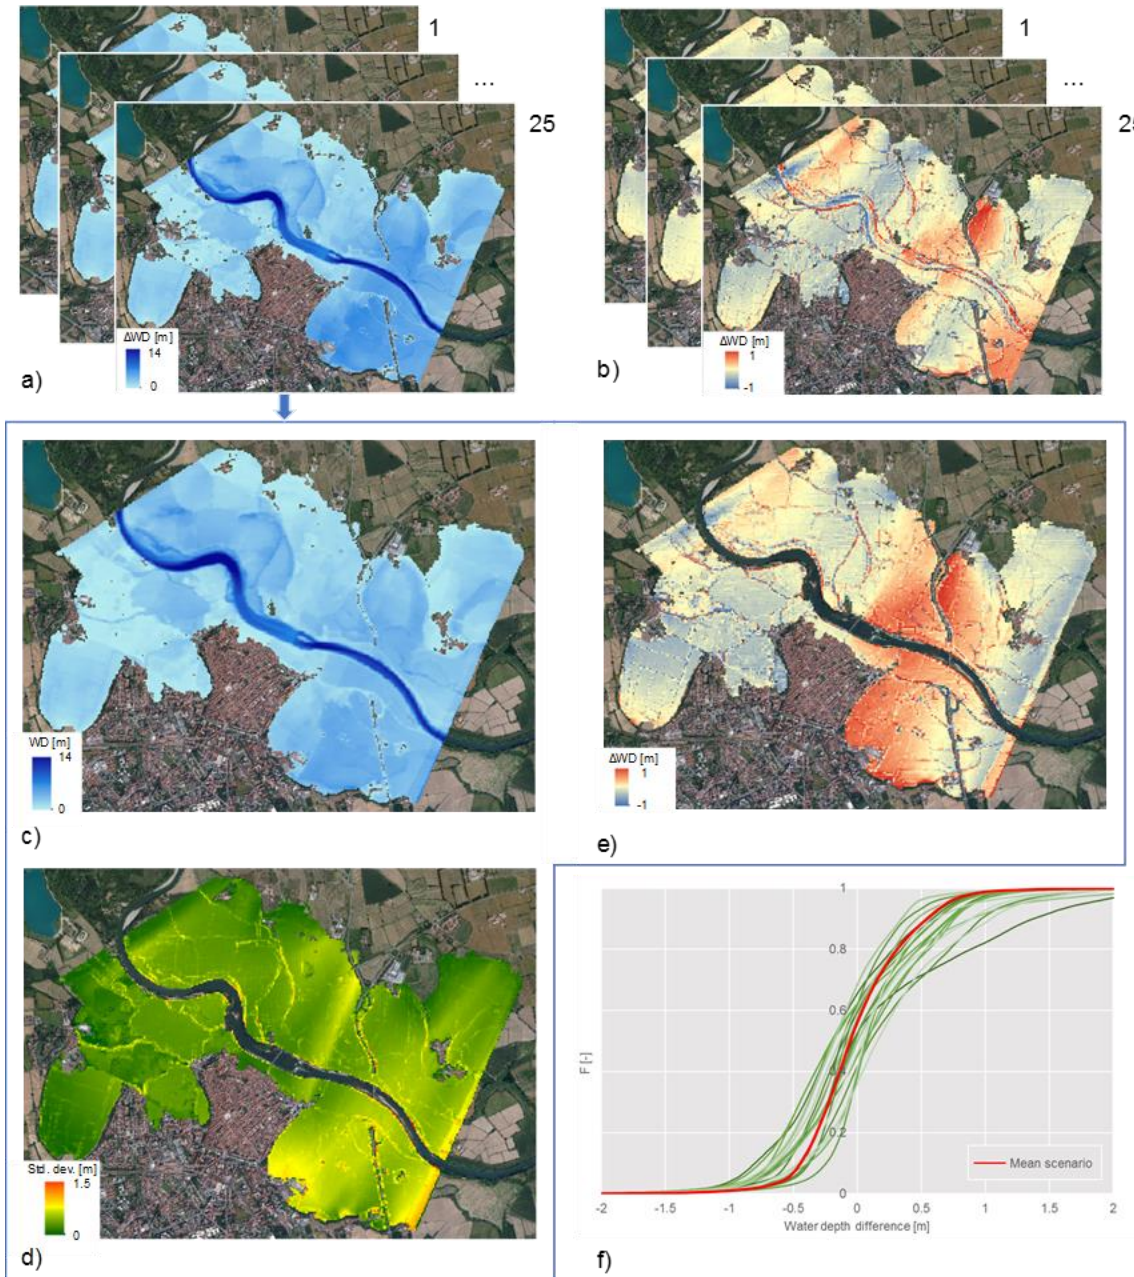 1
...
25
ΔWD [m]
14
0
a)
1
...
25
ΔWD [m]
1
-1
b)
WD [m]
14
0
c)
ΔWD [m]
1
-1
e)
Std. dev. [m]
1.5
0
d)
1
0.8
0.6
0.4
0.2
0
F [-]
Mean scenario
-2 -1.5 -1 -0.5 0 0.5 1 1.5 2
Water depth difference [m]
f)